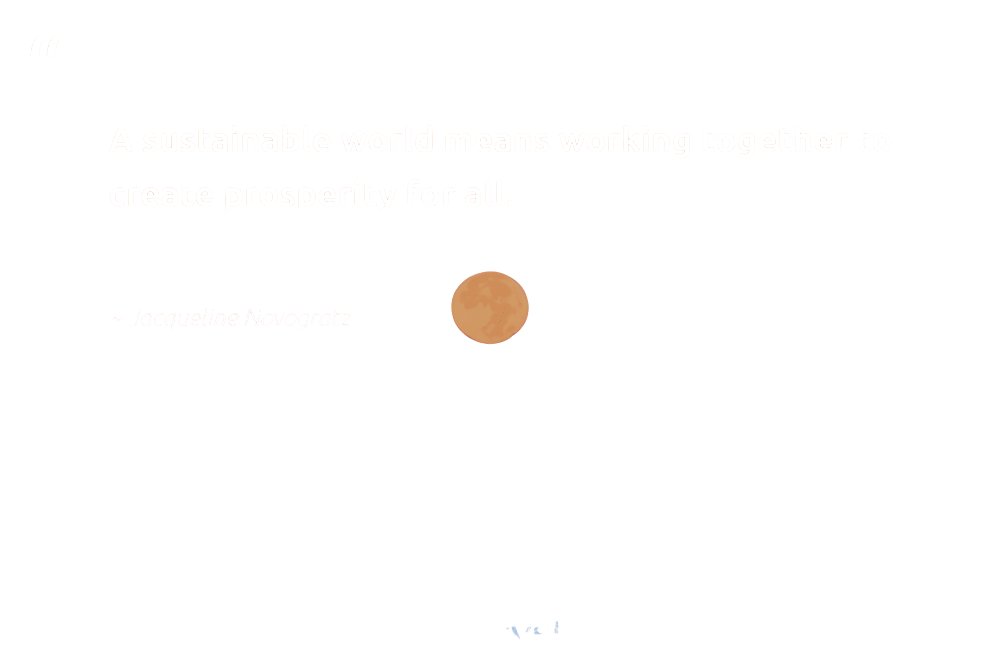 “
A sustainable world means working together to
create prosperity for all.
~ Jacqueline Novogratz